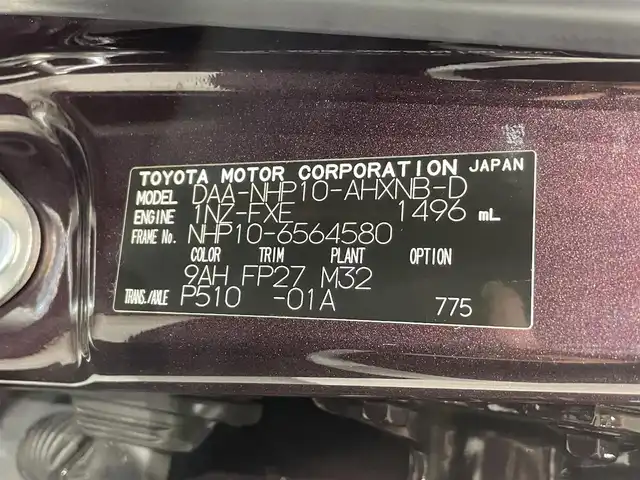 TOYOTA MOTOR CORPORATION JAPAN
MODEL DAA-NHP10-AHXNB-D
ENGINE 1NZ-FXE 1496 mL
FRAME No. NHP10-6564580
COLOR TRIM PLANT OPTION
9AH FP27 M32
TRANS./AXLE P510 -01A 775